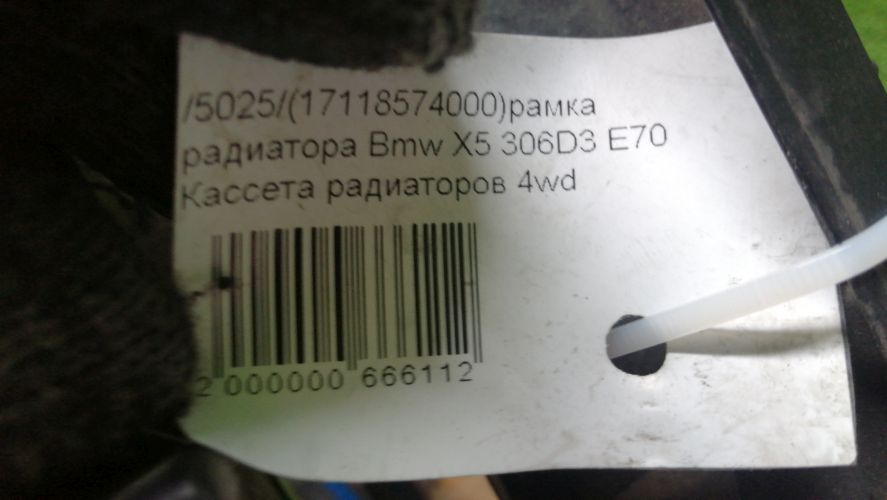 /5025/(17118574000)рамка
радиатора Bmw X5 306D3 E70
Кассета радиаторов 4wd
2 000000 666112